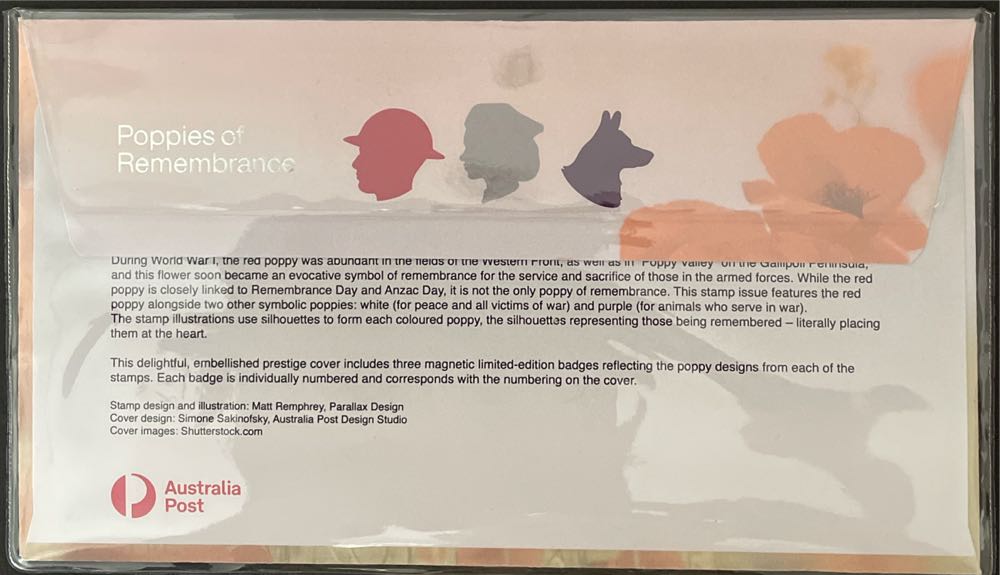 Poppies of
Remembrance
During World War I, the red poppy was abundant in the fields of the Western Front, as well as in 'Poppy Valley' on the Gallipoli Peninsula,
and this flower soon became an evocative symbol of remembrance for the service and sacrifice of those in the armed forces. While the red
poppy is closely linked to Remembrance Day and Anzac Day, it is not the only poppy of remembrance. This stamp issue features the red
poppy alongside two other symbolic poppies: white (for peace and all victims of war) and purple (for animals who serve in war).
The stamp illustrations use silhouettes to form each coloured poppy, the silhouettes representing those being remembered – literally placing
them at the heart.
This delightful, embellished prestige cover includes three magnetic limited-edition badges reflecting the poppy designs from each of the
stamps. Each badge is individually numbered and corresponds with the numbering on the cover.
Stamp design and illustration: Matt Remphrey, Parallax Design
Cover design: Simone Sakinofsky, Australia Post Design Studio
Cover images: Shutterstock.com
Australia
Post